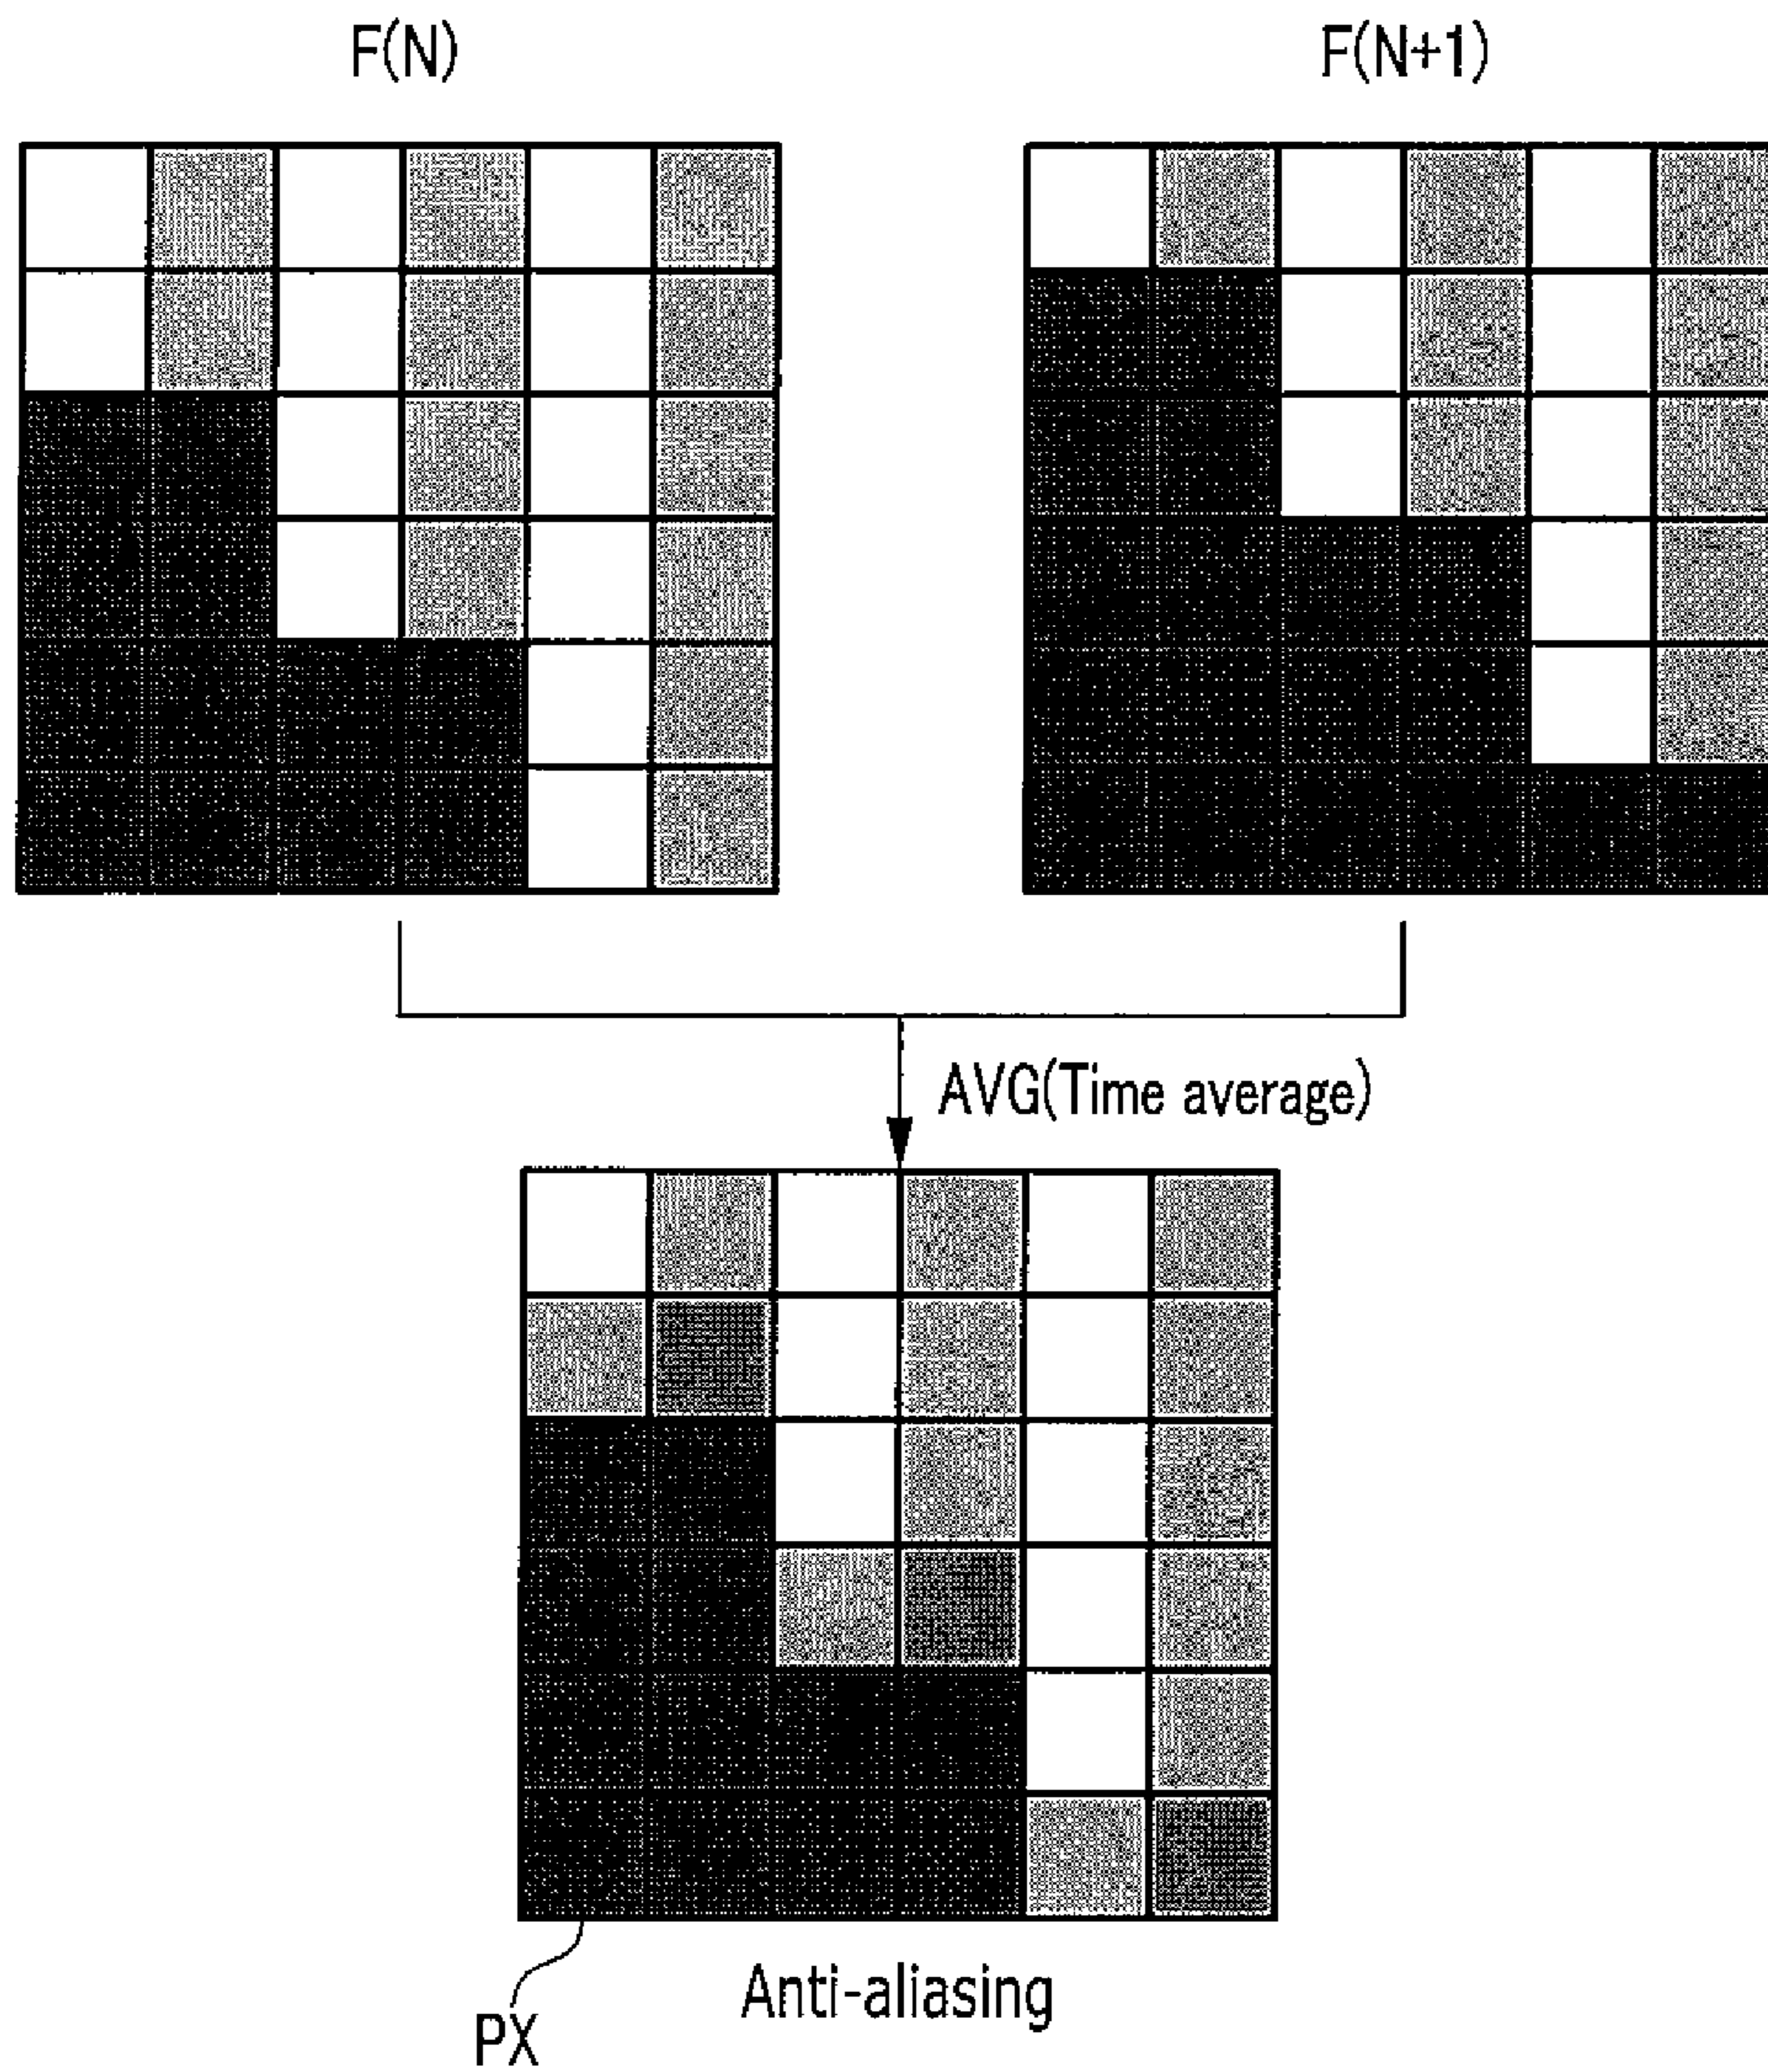 F(N)
F(N+1)
AVG(Time average)
Anti-aliasing
PX